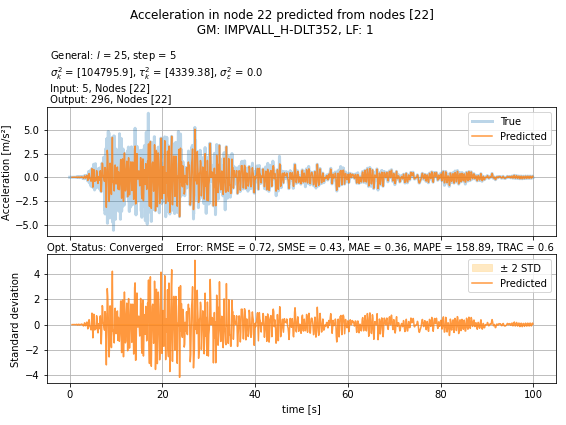 Acceleration in node 22 predicted from nodes [22]
GM: IMPVALL_H-DLT352, LF: 1
General: l = 25, step = 5
σ²ₖ = [104795.9], τ²ₖ = [4339.38], σ²ε = 0.0
Input: 5, Nodes [22]
Output: 296, Nodes [22]
True
Predicted
5.0
2.5
0.0
−2.5
−5.0
Acceleration [m/s²]
Opt. Status: Converged Error: RMSE = 0.72, SMSE = 0.43, MAE = 0.36, MAPE = 158.89, TRAC = 0.6
± 2 STD
Predicted
4
2
0
−2
−4
Standard deviation
0 20 40 60 80 100
time [s]